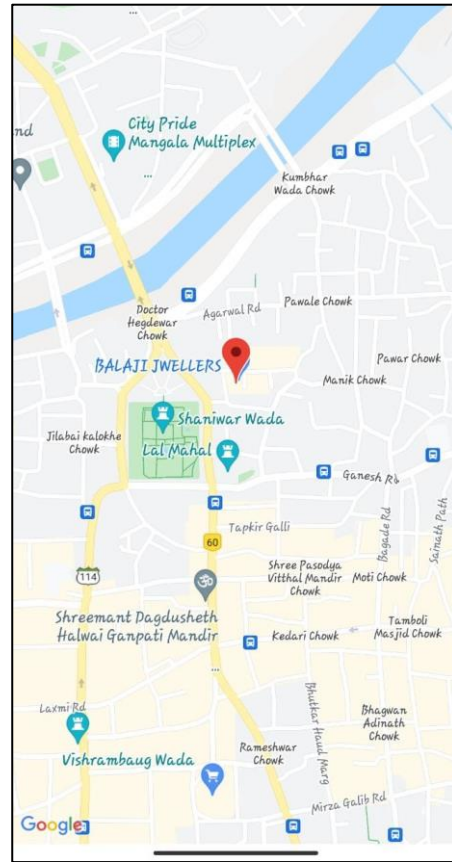 City Pride
Mangala Multiplex
nd
Kumbhar
Wada Chowk
Doctor
Hegdewar
Chowk
Agarwal Rd
Pawale Chowk
BALAJI JWELLERS
Pawar Chowk
Manik Chowk
Shaniwar Wada
Jilabai kalokhe
Chowk
Lal Mahal
Ganesh Rd
Bagade Rd
Sainath Path
Tapkir Galli
60
114
Shree Pasodya
Vitthal Mandir
Chowk
Moti Chowk
Shreemant Dagdusheth
Halwai Ganpati Mandir
Kedari Chowk
Tamboli
Masjid Chowk
Bhutkar Haud Marg
Bhagwan
Adinath
Chowk
Laxmi Rd
Vishrambaug Wada
Rameshwar
Chowk
Mirza Galib Rd
Google